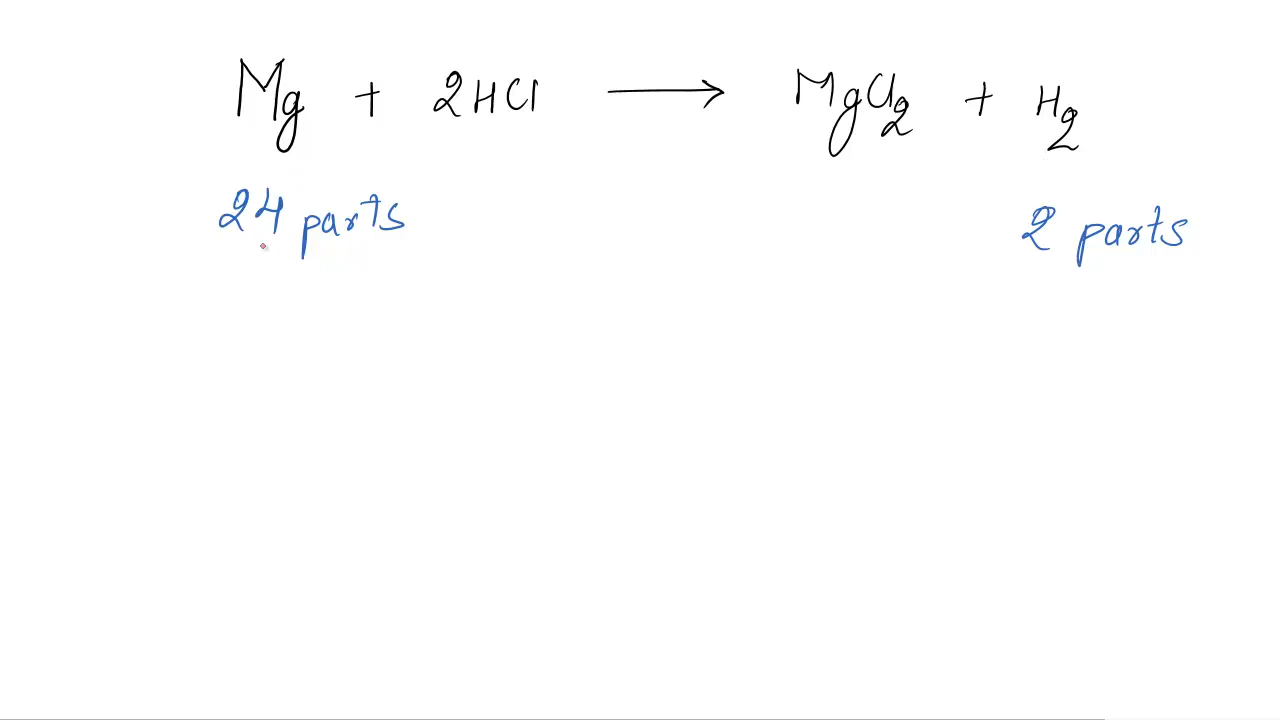 Mg + 2HCl ⟶ MgCl₂ + H₂
24 parts 2 parts